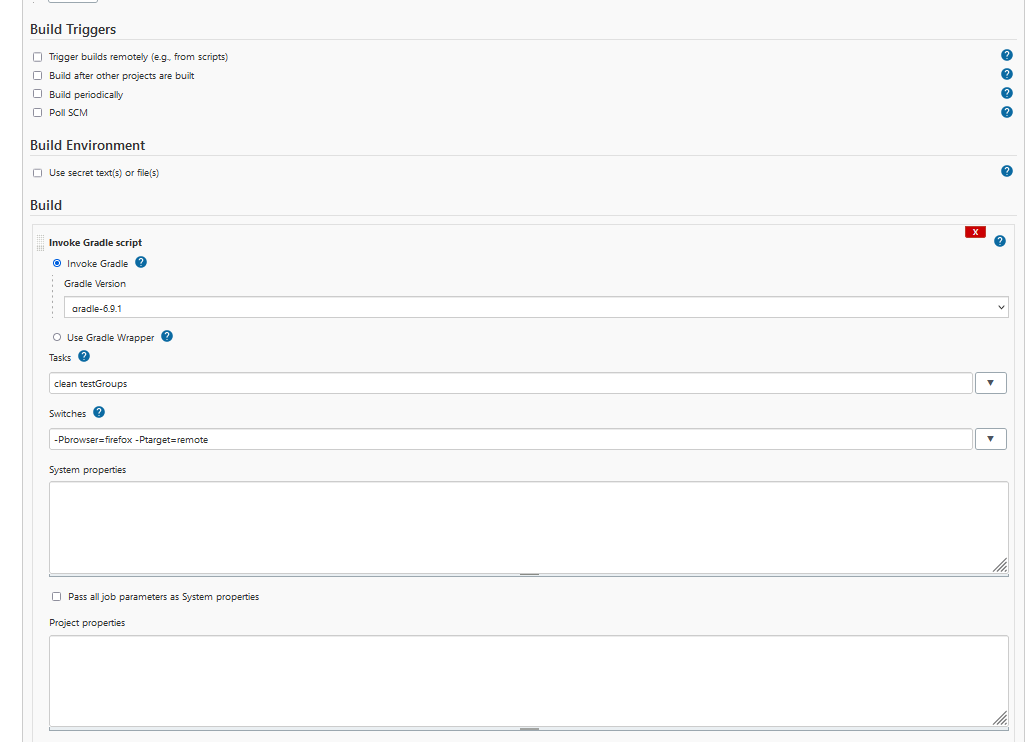 Build Triggers
Trigger builds remotely (e.g., from scripts)
?
Build after other projects are built
?
Build periodically
?
Poll SCM
?
Build Environment
Use secret text(s) or file(s)
?
Build
X
Invoke Gradle script
?
Invoke Gradle ?
Gradle Version
gradle-6.9.1
Use Gradle Wrapper ?
Tasks ?
clean testGroups
Switches ?
-Pbrowser=firefox -Ptarget=remote
System properties
Pass all job parameters as System properties
Project properties